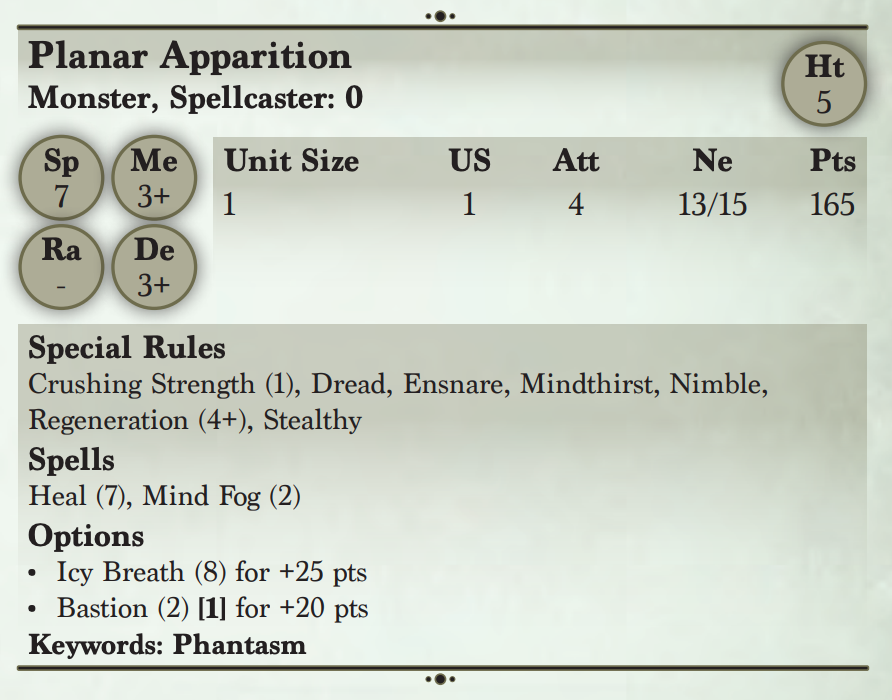 Planar Apparition
Monster, Spellcaster: 0
Ht
5
Sp
7
Me
3+
Ra
-
De
3+
Unit Size US Att Ne Pts
1 1 4 13/15 165
Special Rules
Crushing Strength (1), Dread, Ensnare, Mindthirst, Nimble,
Regeneration (4+), Stealthy
Spells
Heal (7), Mind Fog (2)
Options
• Icy Breath (8) for +25 pts
• Bastion (2) [1] for +20 pts
Keywords: Phantasm